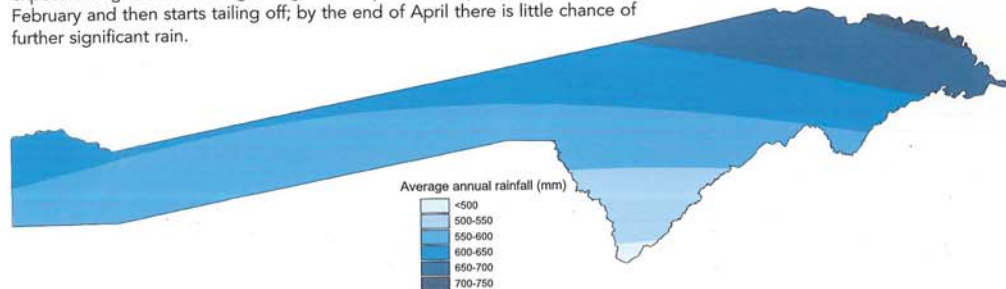 February and then starts tailing off; by the end of April there is little chance of
further significant rain.
Average annual rainfall (mm)
<500
500-550
550-600
600-650
650-700
700-750